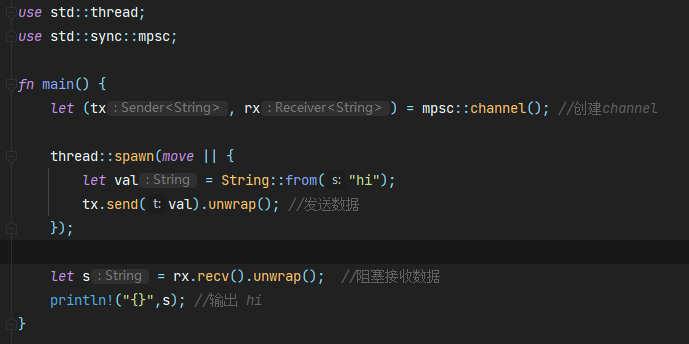 use std::thread;
use std::sync::mpsc;
fn main() {
let (tx: Sender<String>, rx: Receiver<String>) = mpsc::channel(); //创建channel
thread::spawn(move || {
let val: String = String::from( s: "hi");
tx.send( t: val).unwrap(); //发送数据
});
let s: String = rx.recv().unwrap();  //阻塞接收数据
println!("{}",s); //输出 hi
}